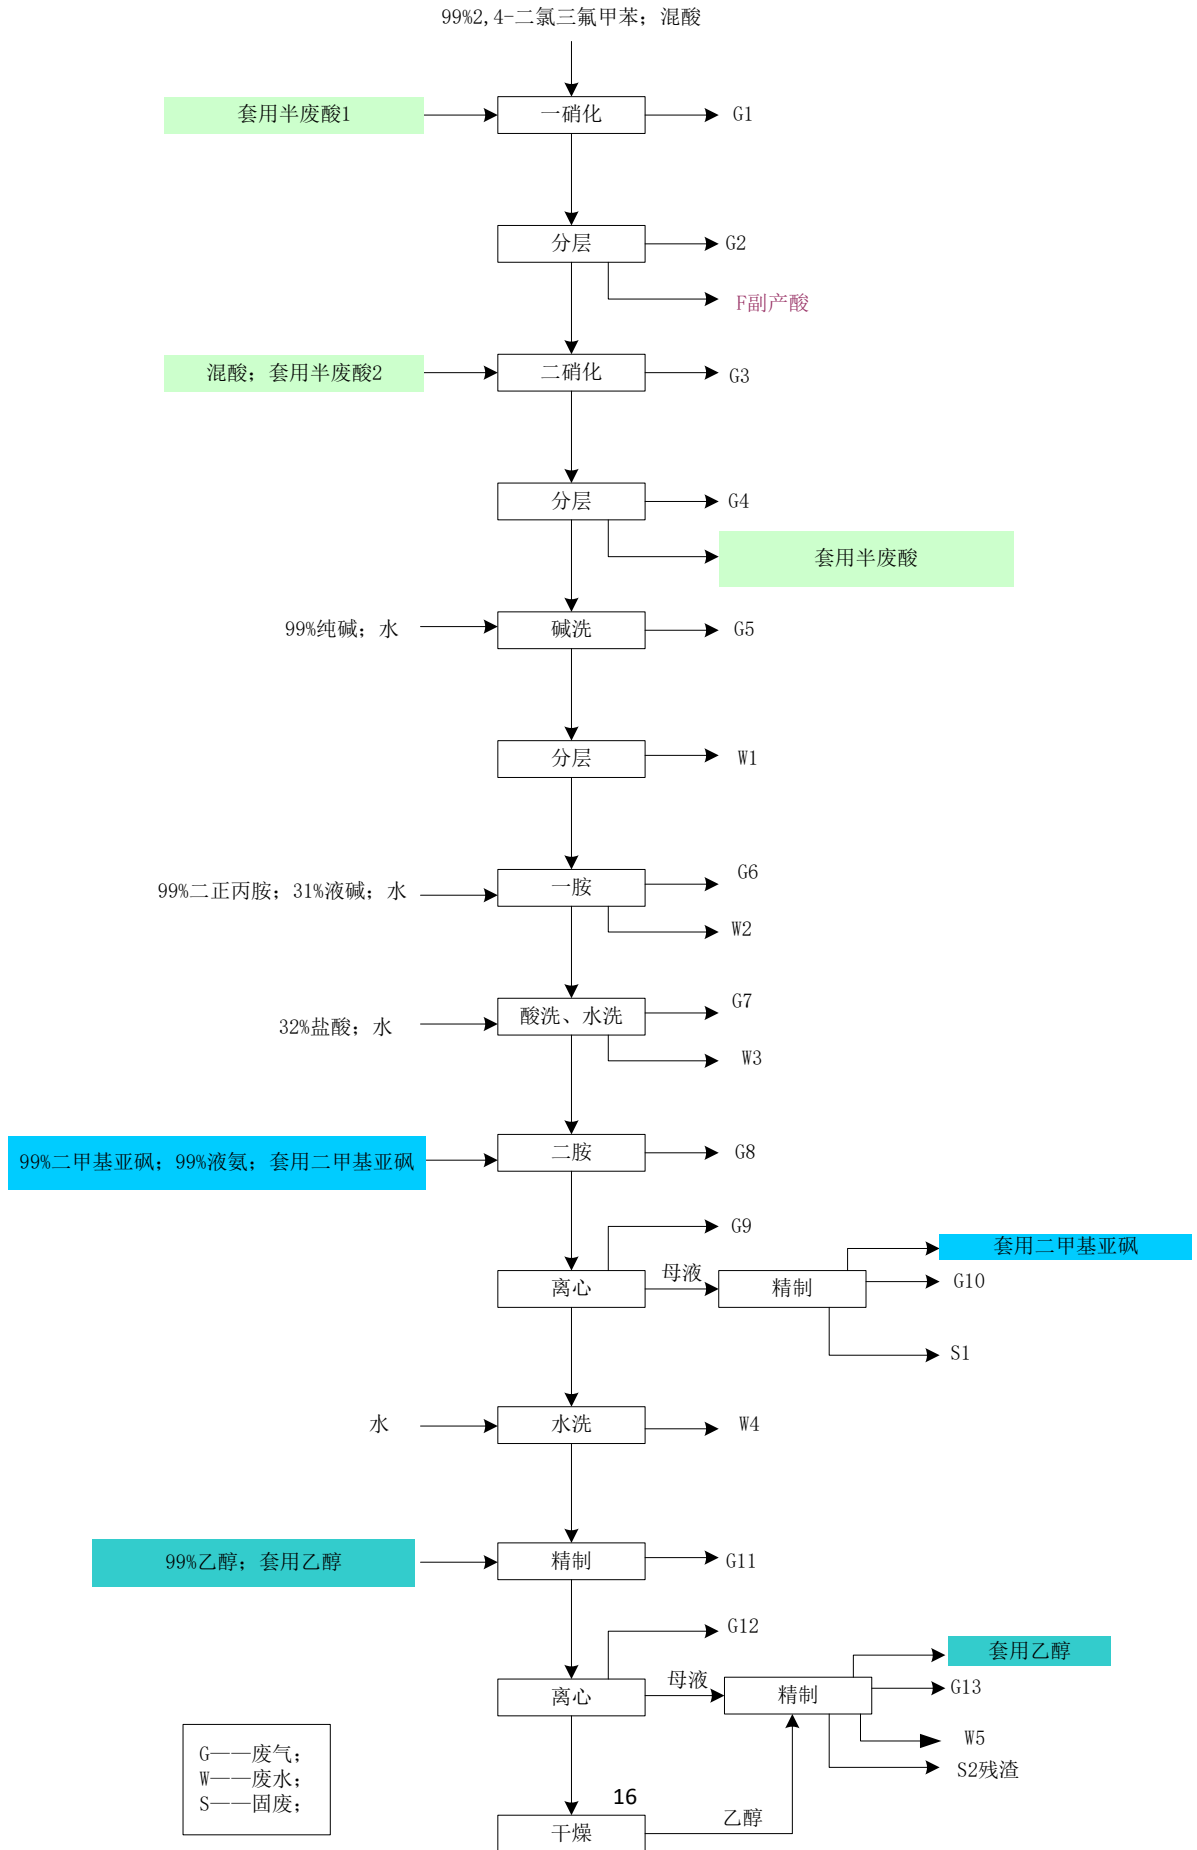 99%2,4-二氯三氟甲苯；混酸
套用半废酸1
一硝化
G1
分层
G2
F副产酸
混酸；套用半废酸2
二硝化
G3
分层
G4
套用半废酸
99%纯碱；水
碱洗
G5
分层
W1
99%二正丙胺；31%液碱；水
一胺
G6
W2
32%盐酸；水
酸洗、水洗
G7
W3
99%二甲基亚砜；99%液氨；套用二甲基亚砜
二胺
G8
G9
离心
母液
精制
套用二甲基亚砜
G10
S1
水
水洗
W4
99%乙醇；套用乙醇
精制
G11
G12
离心
母液
精制
套用乙醇
G13
W5
S2残渣
G——废气；
W——废水；
S——固废；
16
干燥
乙醇